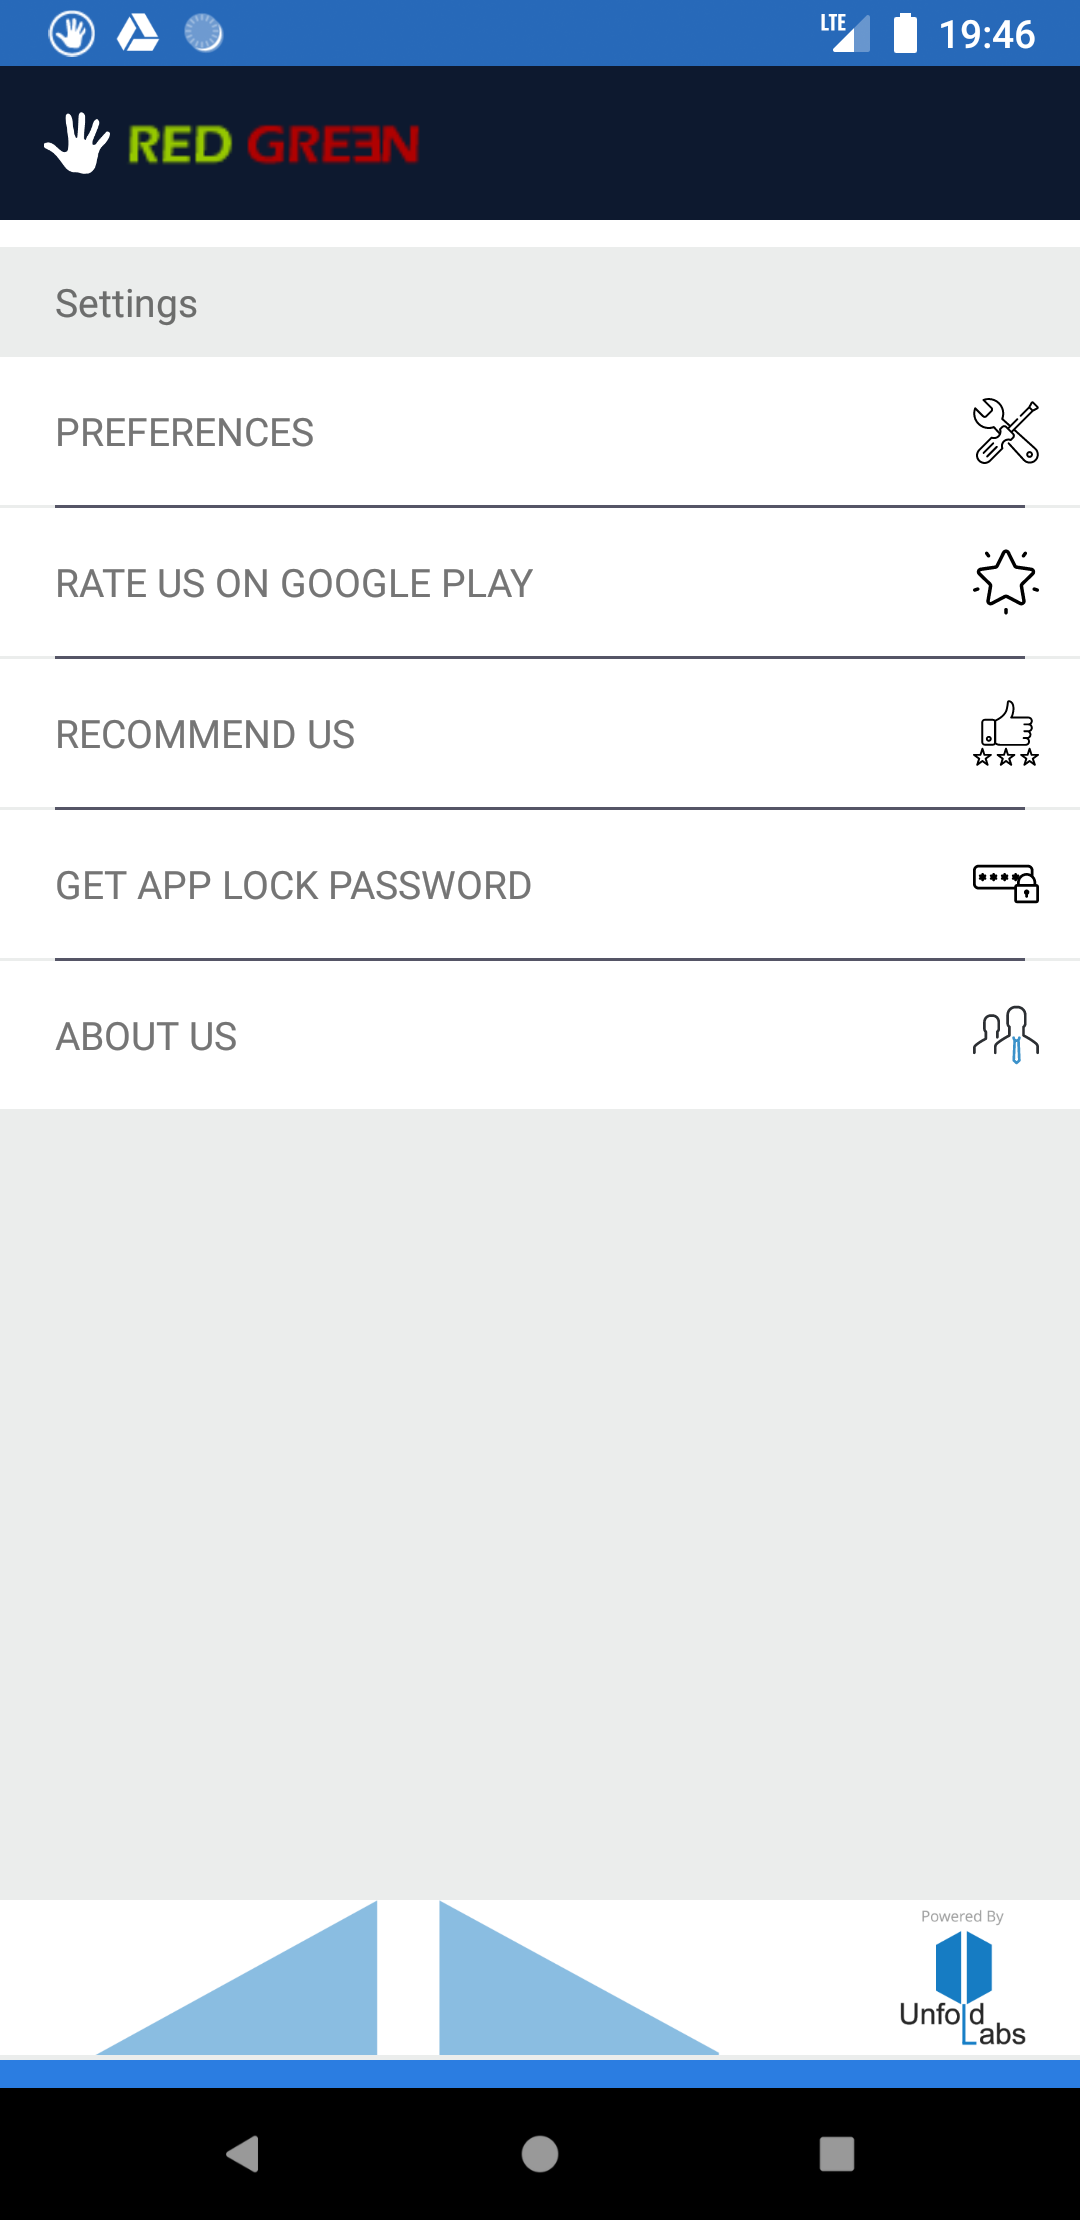 LTE 19:46
RED GREEN
Settings
PREFERENCES
RATE US ON GOOGLE PLAY
RECOMMEND US
GET APP LOCK PASSWORD
ABOUT US
Powered By
Unfold
Labs